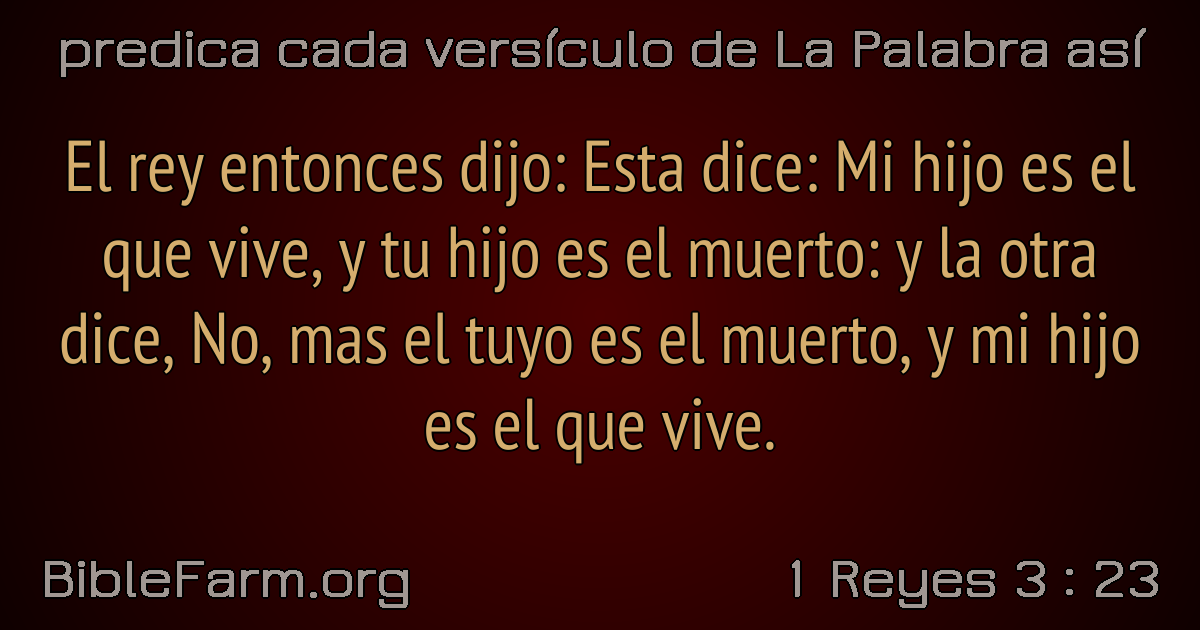 predica cada versículo de La Palabra así
El rey entonces dijo: Esta dice: Mi hijo es el
que vive, y tu hijo es el muerto: y la otra
dice, No, mas el tuyo es el muerto, y mi hijo
es el que vive.
BibleFarm.org
1 Reyes 3 : 23